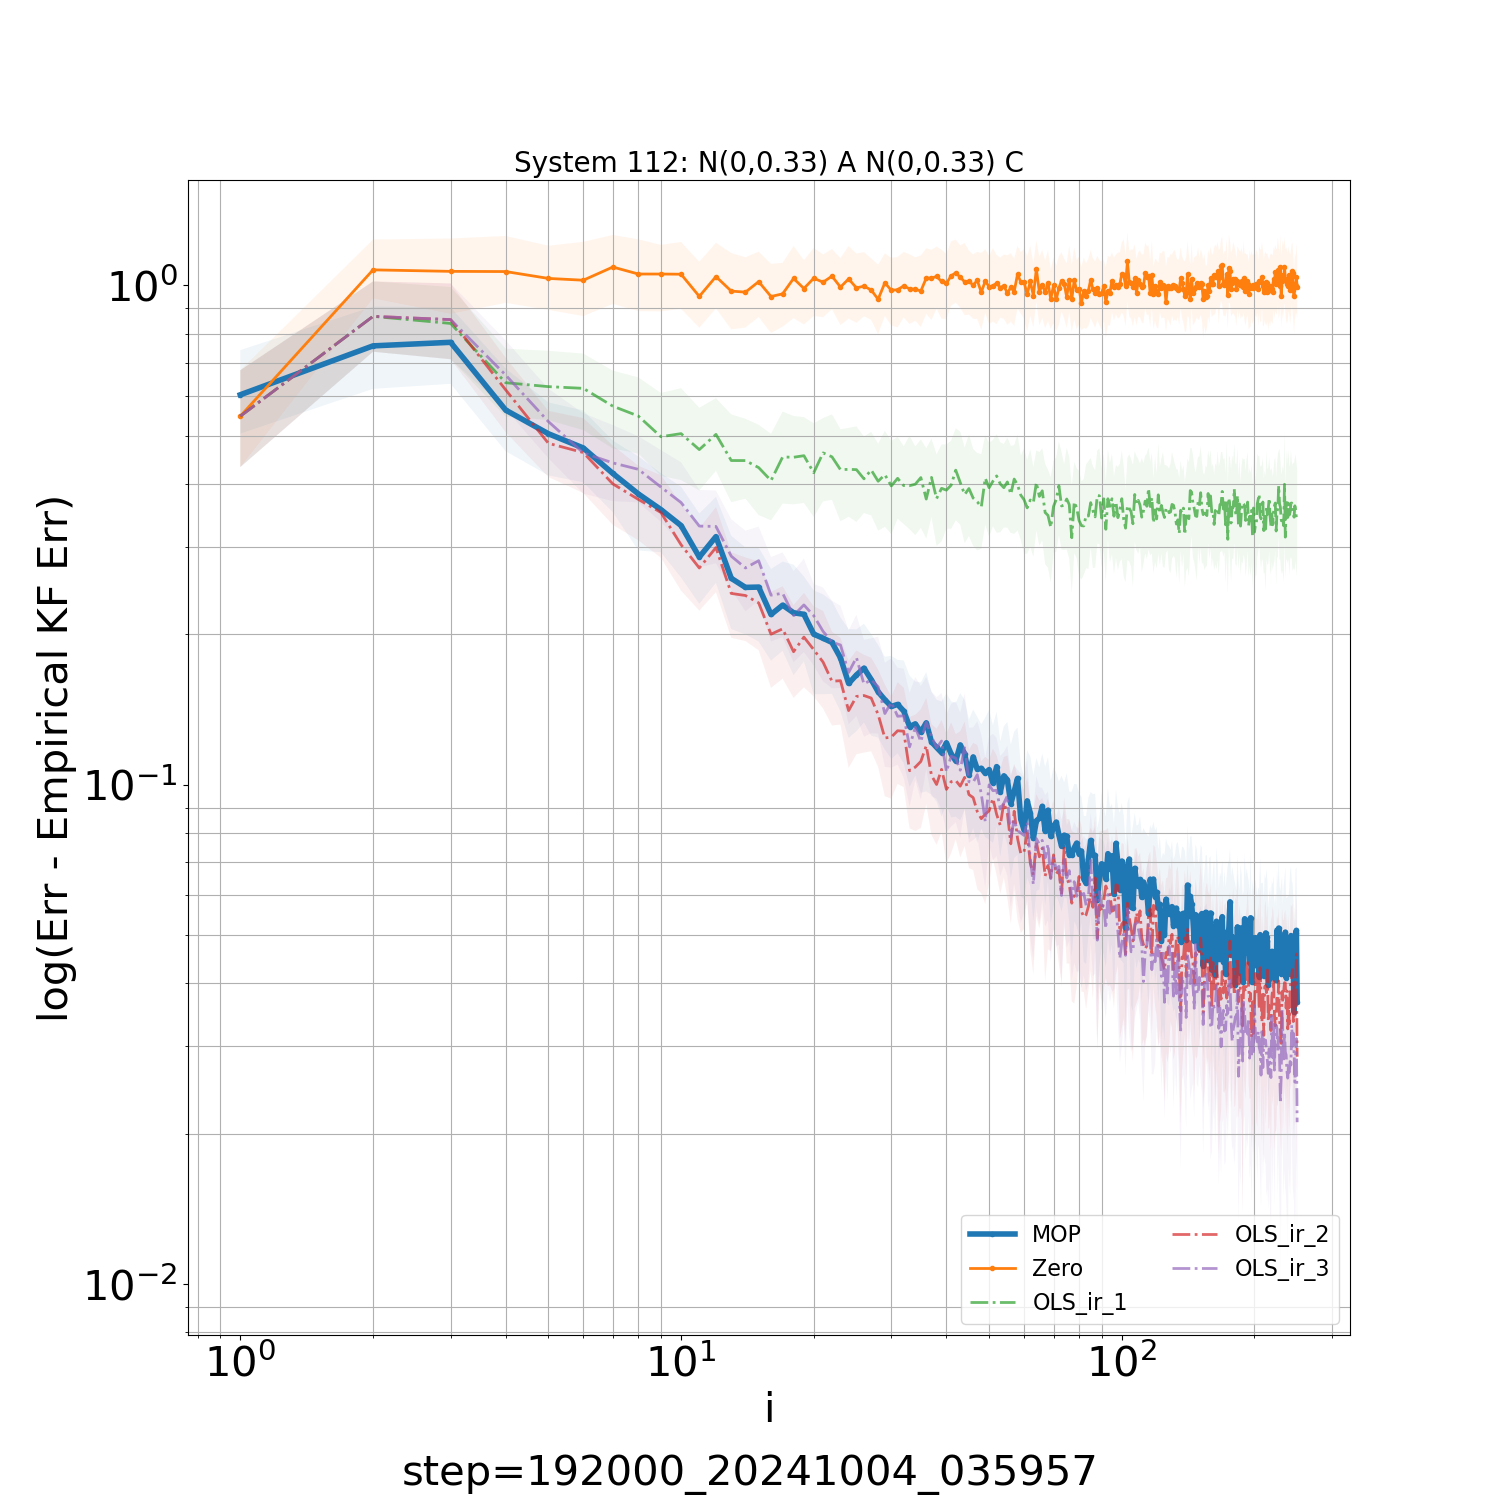 System 112: N(0,0.33) A N(0,0.33) C
log(Err - Empirical KF Err)
10⁰
10⁻¹
10⁻²
MOP
Zero
OLS_ir_1
OLS_ir_2
OLS_ir_3
10⁰ 10¹ 10²
i
step=192000_20241004_035957